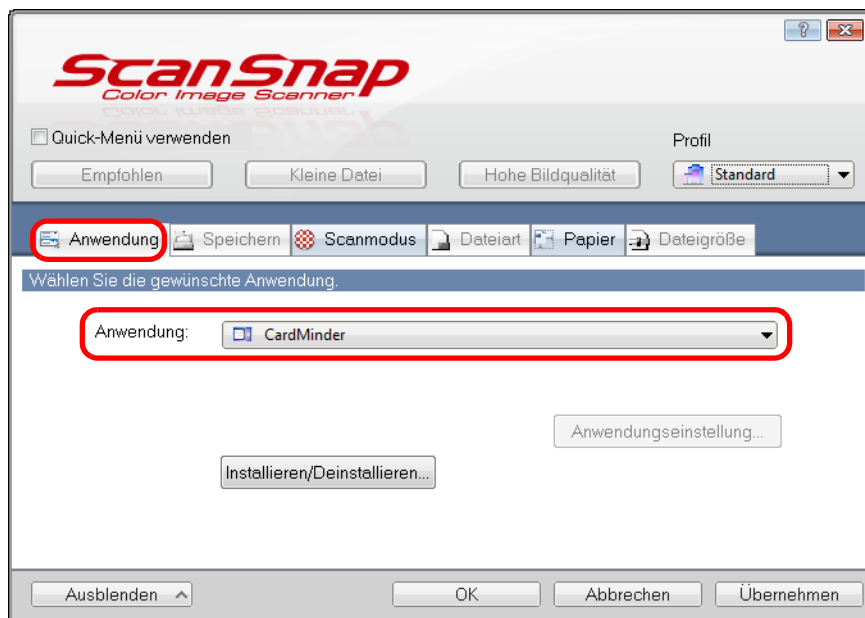 ScanSnap
Color Image Scanner
Quick-Menü verwenden
Profil
Empfohlen Kleine Datei Hohe Bildqualität Standard
Anwendung Speichern Scanmodus Dateiart Papier Dateigröße
Wählen Sie die gewünschte Anwendung.
Anwendung: CardMinder
Anwendungseinstellung...
Installieren/Deinstallieren...
Ausblenden OK Abbrechen Übernehmen